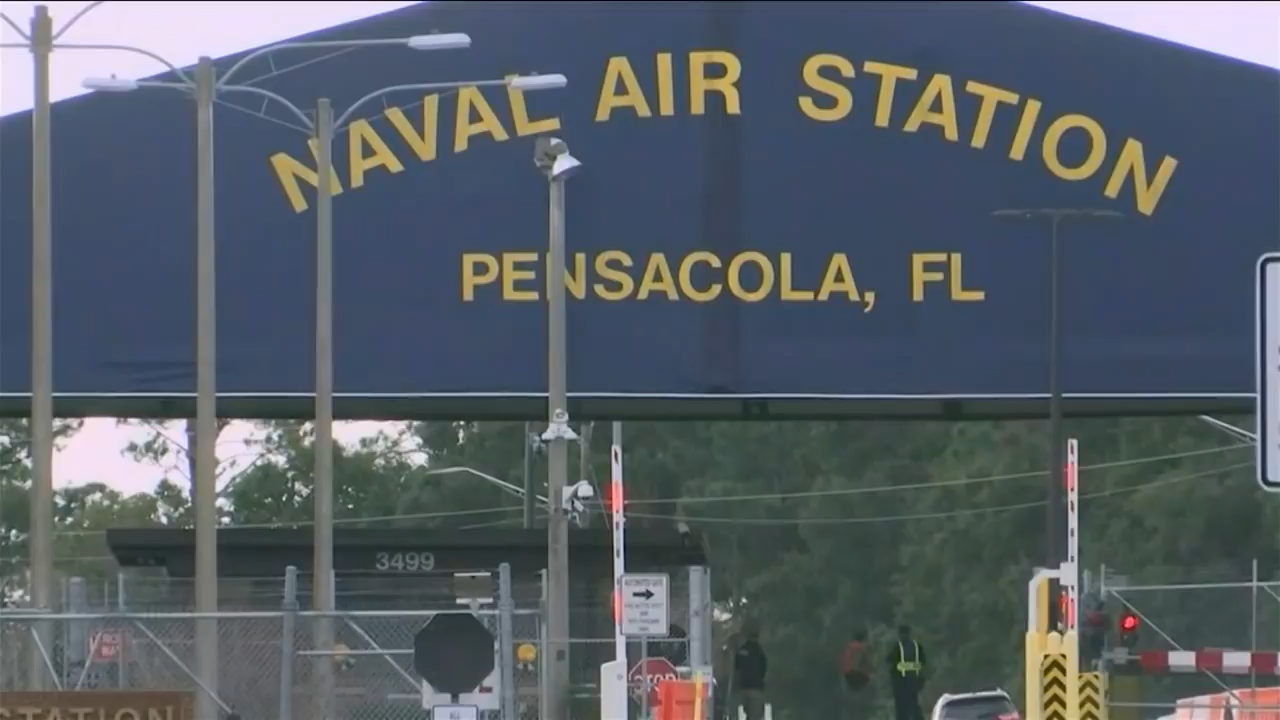 NAVAL AIR STATION
PENSACOLA, FL
3499
STOP
STATION